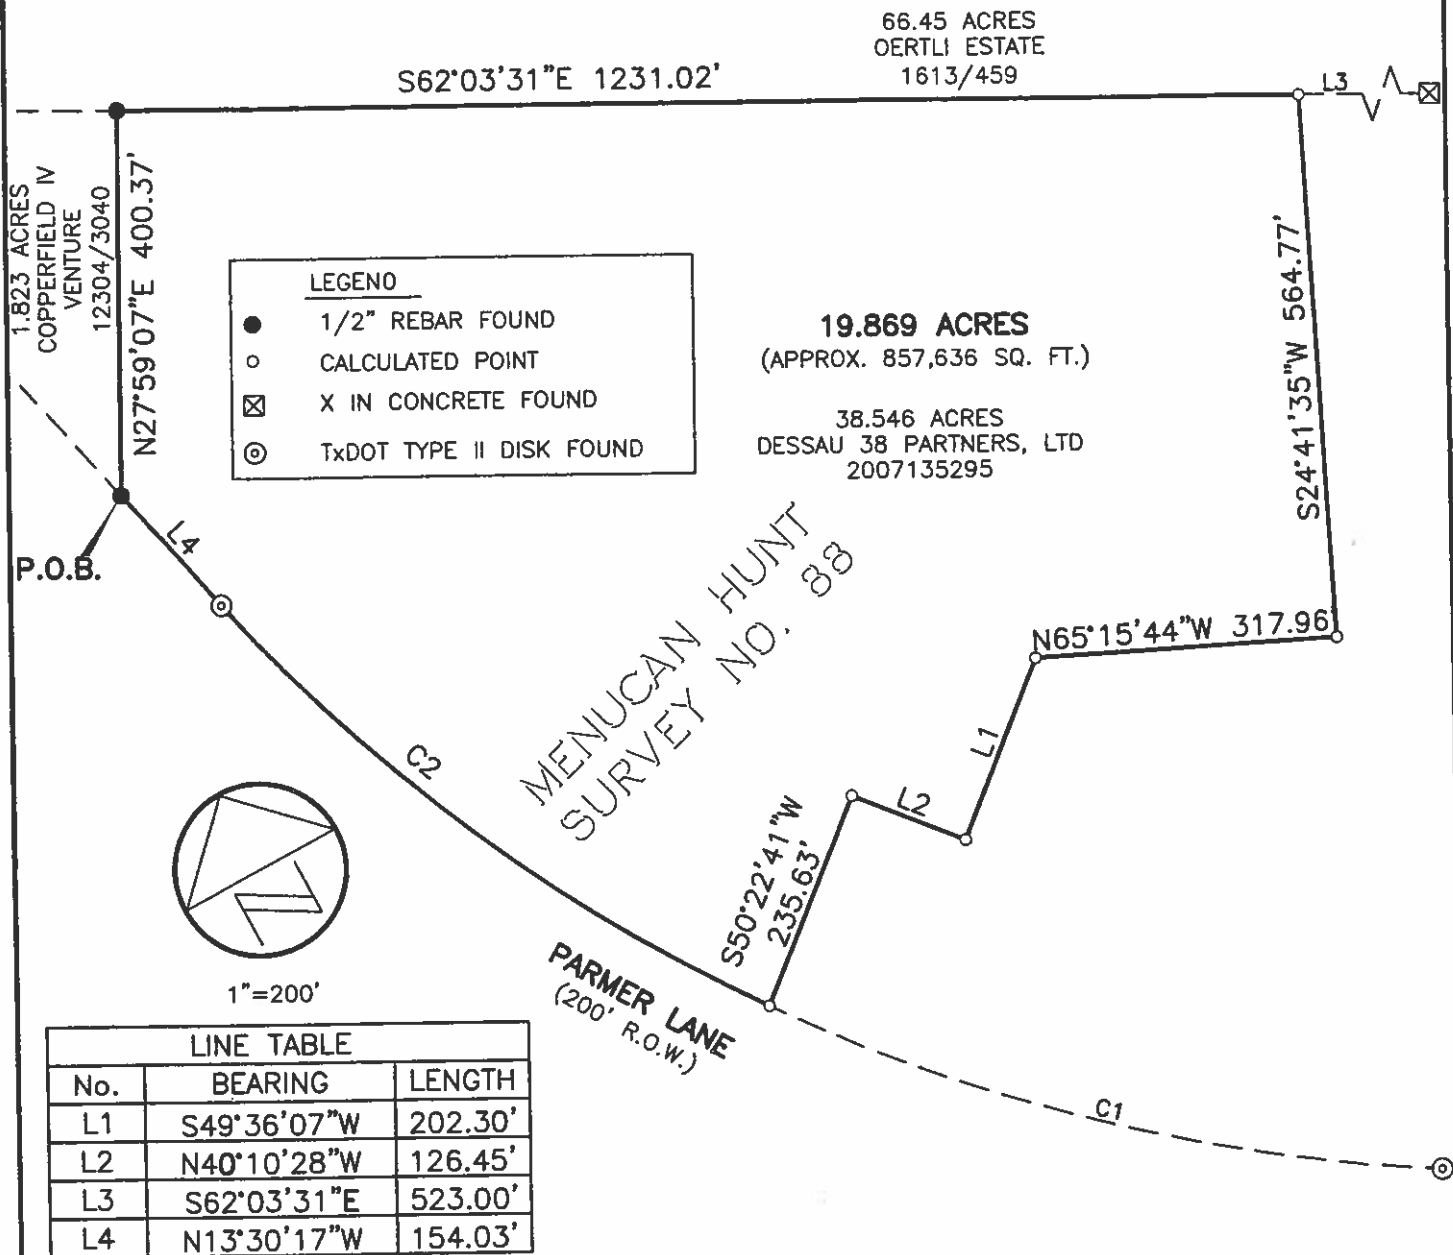 66.45 ACRES
OERTLI ESTATE
1613/459
S62°03'31"E 1231.02'
L3
1.823 ACRES
COPPERFIELD IV
VENTURE
12304/3040
N27°59'07"E 400.37'
LEGEND
1/2" REBAR FOUND
CALCULATED POINT
X IN CONCRETE FOUND
TxDOT TYPE II DISK FOUND
19.869 ACRES
(APPROX. 857,636 SQ. FT.)
38.546 ACRES
DESSAU 38 PARTNERS, LTD
2007135295
S24°41'35"W 564.77'
P.O.B.
L4
MENUCAN HUNT
SURVEY NO. 88
N65°15'44"W 317.96
L1
L2
C2
S50°22'41"W
235.63'
PARMER LANE
(200' R.O.W.)
C1
1"=200'
LINE TABLE
No. BEARING LENGTH
L1 S49°36'07"W 202.30'
L2 N40°10'28"W 126.45'
L3 S62°03'31"E 523.00'
L4 N13°30'17"W 154.03'